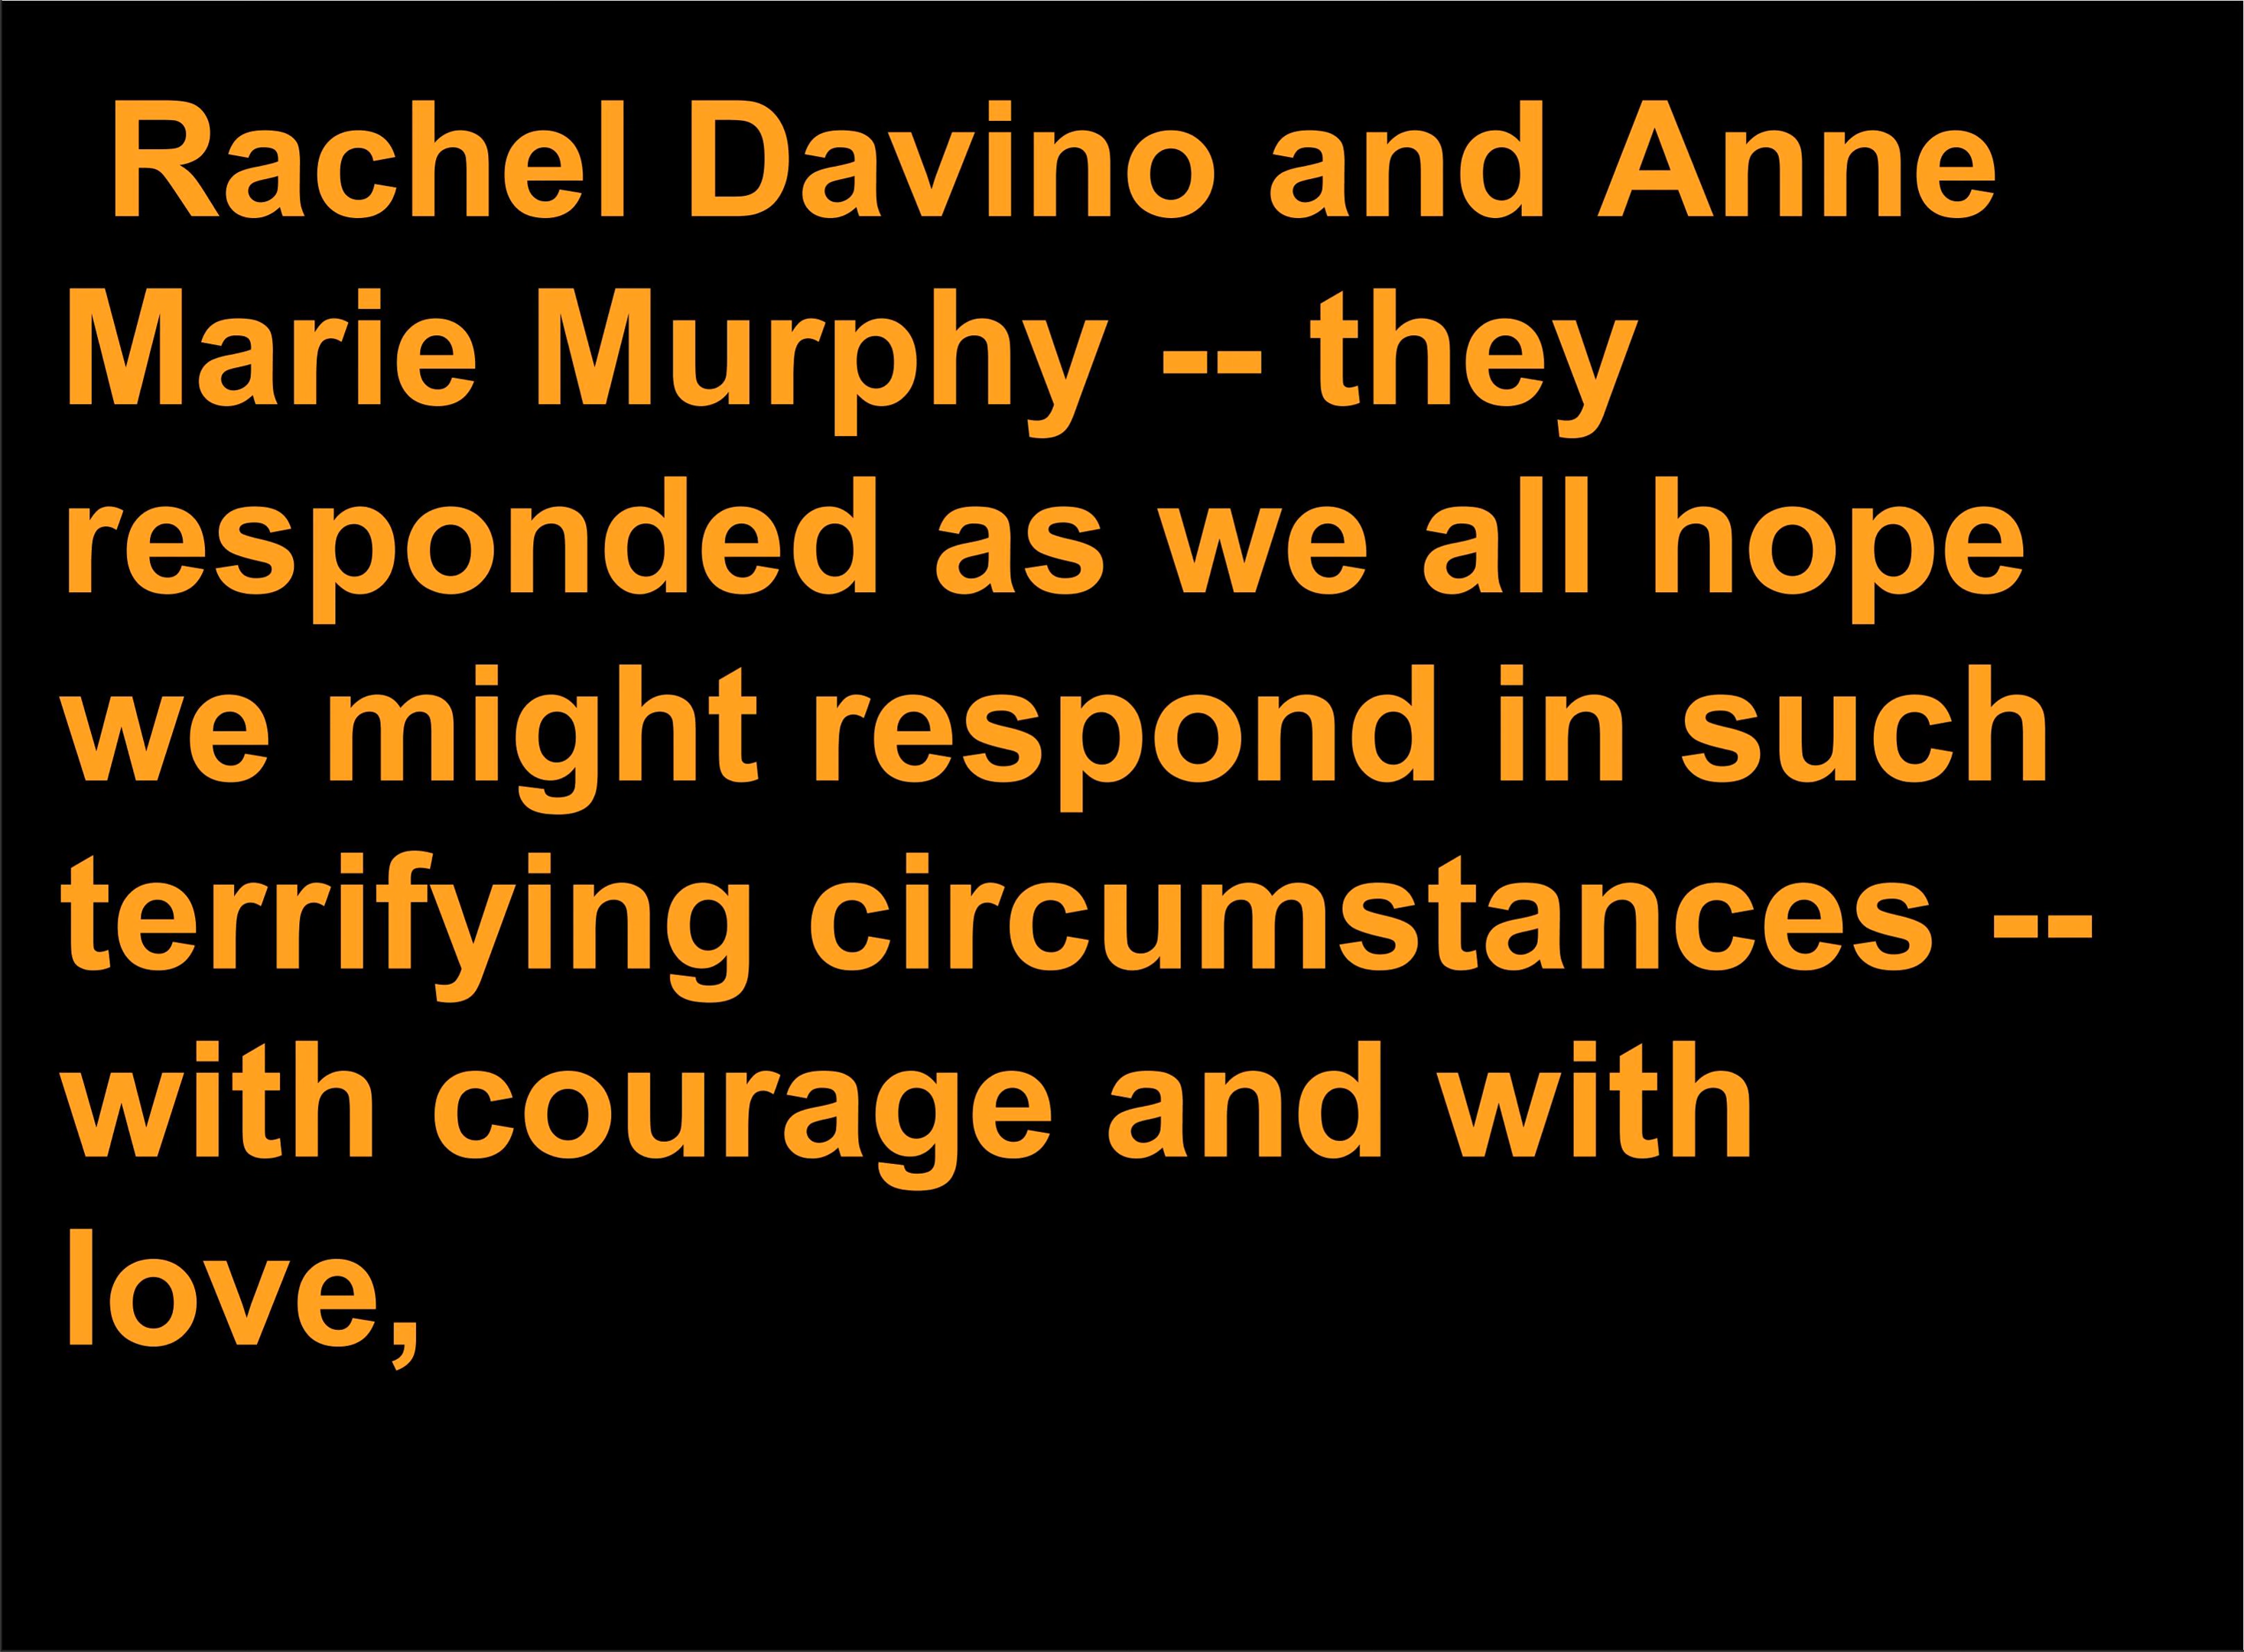 Rachel Davino and Anne
Marie Murphy -- they
responded as we all hope
we might respond in such
terrifying circumstances --
with courage and with
love,